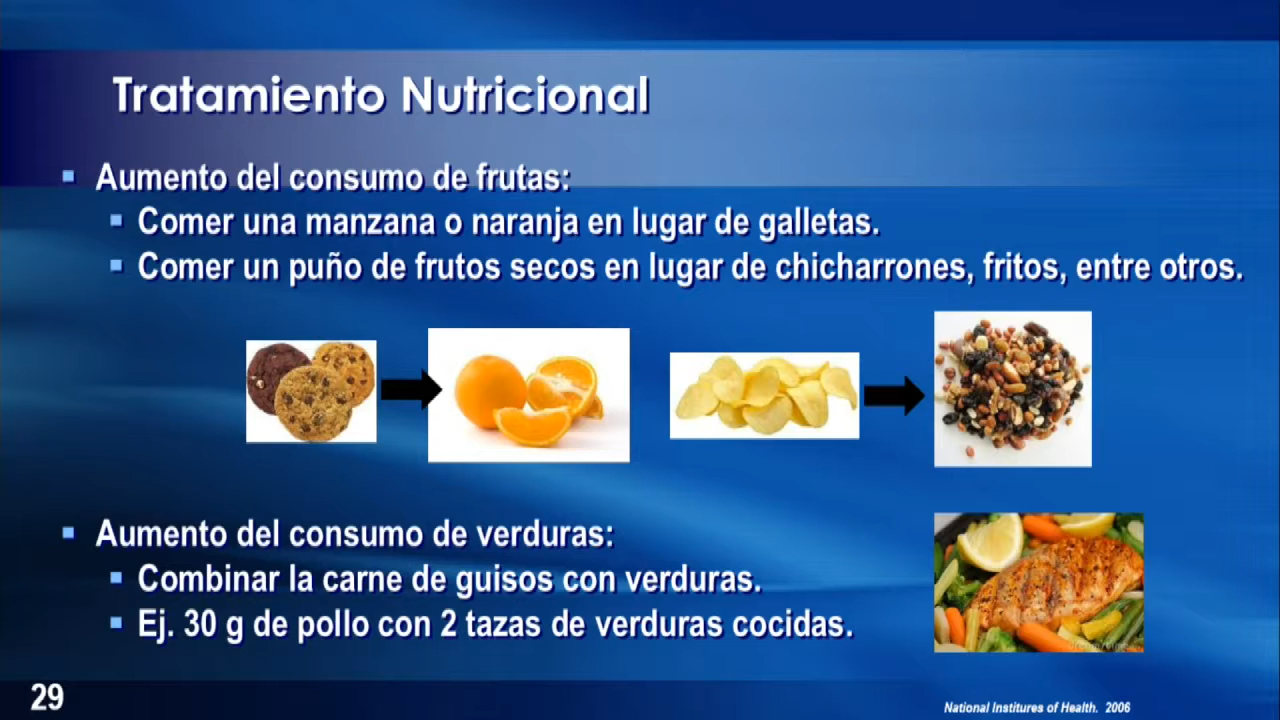 Tratamiento Nutricional
Aumento del consumo de frutas:
Comer una manzana o naranja en lugar de galletas.
Comer un puño de frutos secos en lugar de chicharrones, fritos, entre otros.
Aumento del consumo de verduras:
Combinar la carne de guisos con verduras.
Ej. 30 g de pollo con 2 tazas de verduras cocidas.
29
National Institures of Health. 2006